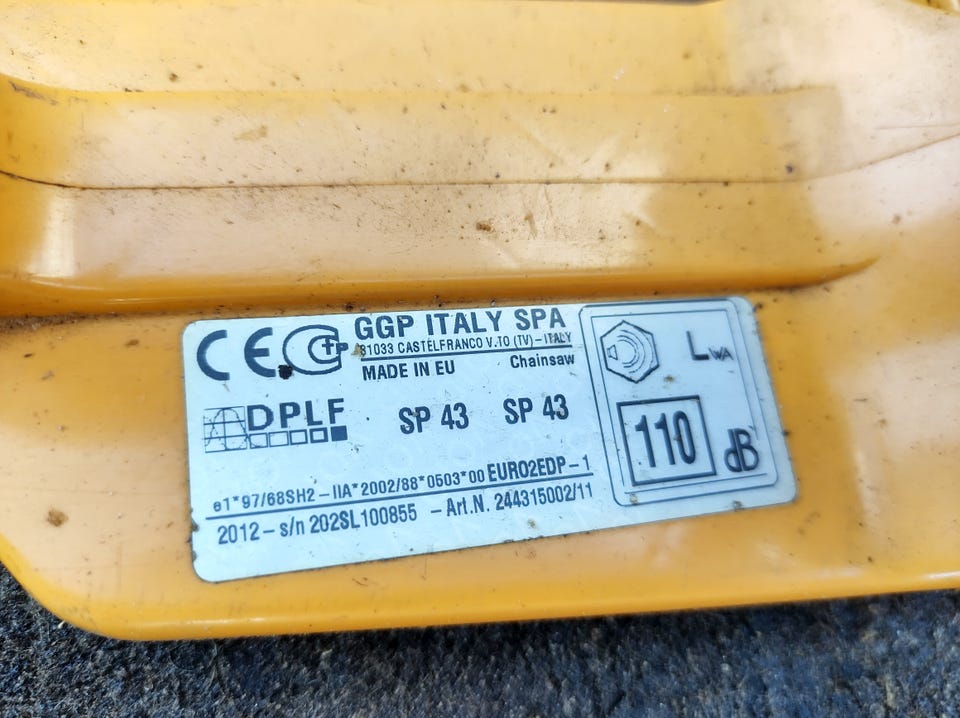 CE
GGP ITALY SPA
31033 CASTELFRANCO V.TO (TV) – ITALY
MADE IN EU Chainsaw
DPLF
SP 43 SP 43
e1*97/68SH2 – IIA*2002/88*0503*00 EURO2EDP – 1
2012 – s/n 202SL100855 – Art.N. 244315002/11
LWA
110
dB